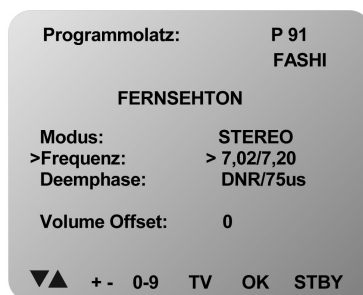 Programmolatz: P 91
FASHI
FERNSEHTON
Modus: STEREO
>Frequenz: > 7,02/7,20
Deemphase: DNR/75us
Volume Offset: 0
▼▲ + - 0-9 TV OK STBY